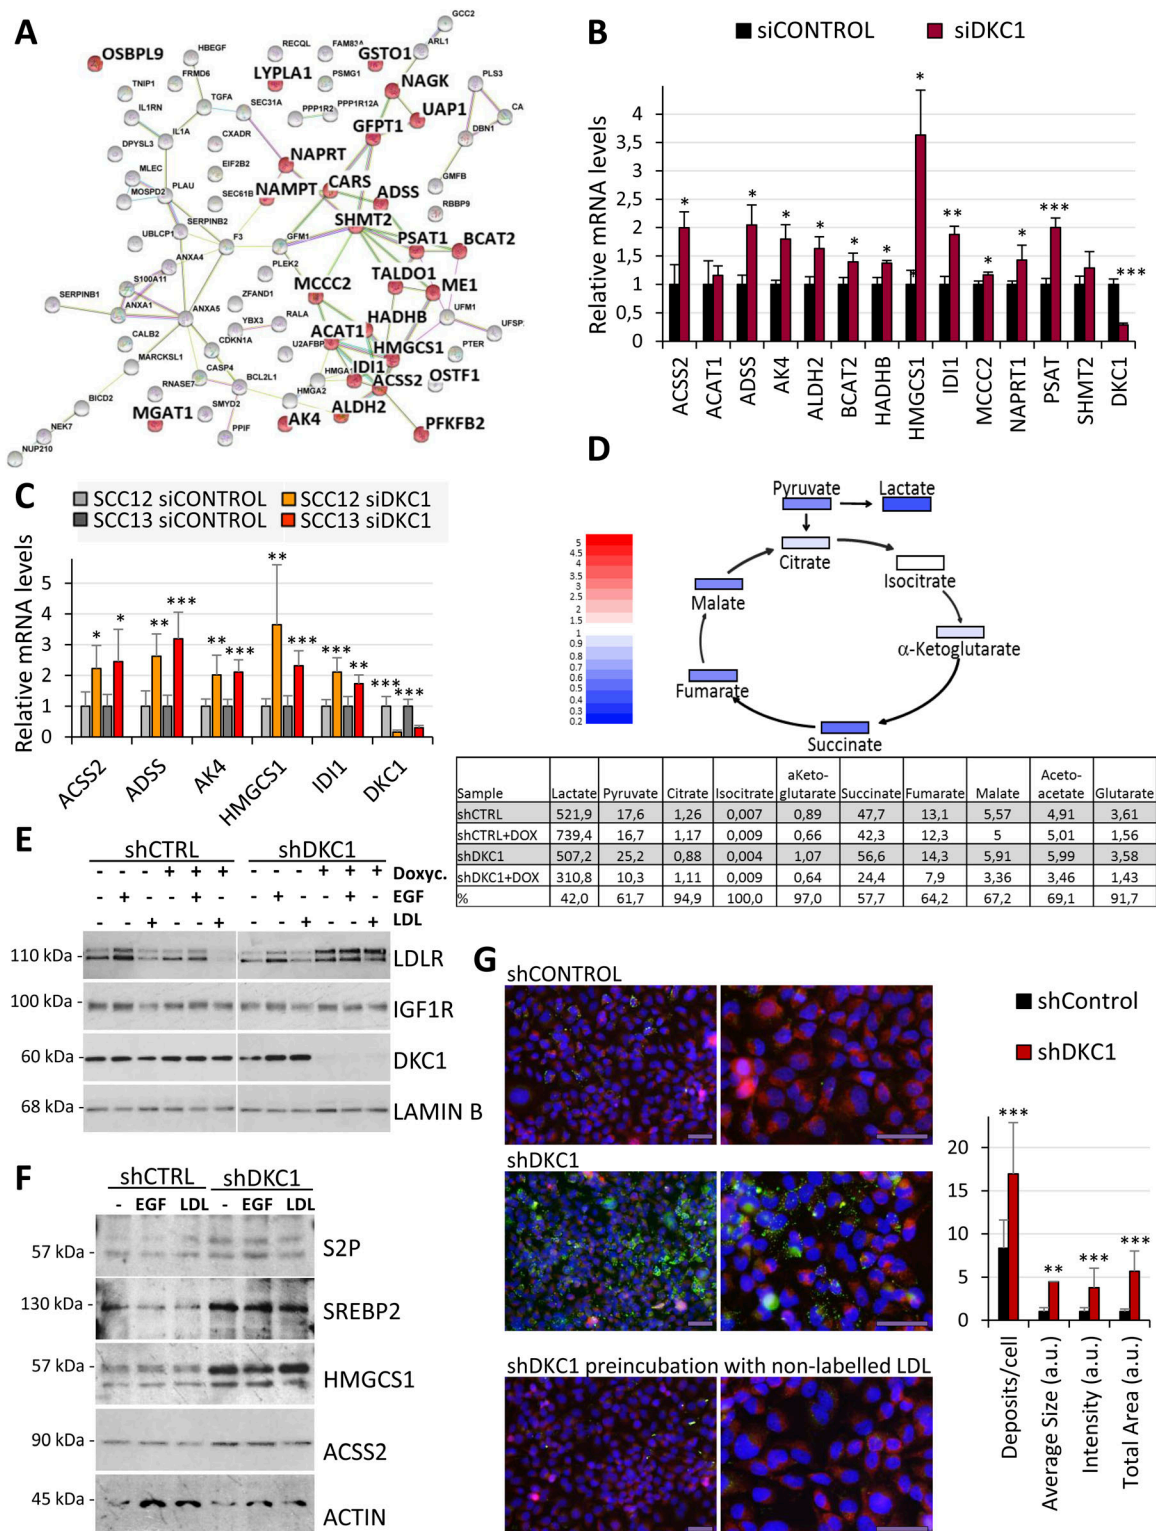 A
OSBPL9
HBEGF
RECQL
FAM83A
GCC2
ARL1
GSTO1
FRMD6
TNIP1
LYPLA1
PSMG1
NAGK
PLS3
IL1RN
TGFA
SEC31A
PPP1R2
PPP1R12A
UAP1
CA
IL1A
GFPT1
DBN1
DPYSL3
CXADR
NAPRT
MLEC
EIF2B2
CARS
GMFB
MOSPD2
PLAU
SEC61B
NAMPT
ADSS
RBBP9
SERPINB2
SHMT2
UBLCP1
F3
GFM1
PSAT1
BCAT2
ANXA4
PLEK2
TALDO1
S100A11
MCCC2
ME1
SERPINB1
ANXA1
ANXA5
ZFAND1
UFM1
YBX3
RALA
HADHB
UFSP
CALB2
CDKN1A
ACAT1
U2AFBP
HMGCS1
PTER
MARCKSL1
CASP4
HMGA1
IDI1
ACSS2
OSTF1
RNASE7
BCL2L1
HMGA2
BICD2
SMYD2
ALDH2
MGAT1
AK4
PFKFB2
NEK7
PPIF
NUP210
B
siCONTROL
siDKC1
Relative mRNA levels
4
3,5
3
2,5
2
1,5
1
0,5
0
* * * * * * * ** * * *** ***
ACSS2
ACAT1
ADSS
AK4
ALDH2
BCAT2
HADHB
HMGCS1
IDI1
MCCC2
NAPRT1
PSAT
SHMT2
DKC1
C
SCC12 siCONTROL
SCC12 siDKC1
SCC13 siCONTROL
SCC13 siDKC1
Relative mRNA levels
5
4
3
2
1
0
* * ** *** ** *** ** *** *** ** *** ***
ACSS2
ADSS
AK4
HMGCS1
IDI1
DKC1
D
Pyruvate
Lactate
Citrate
Isocitrate
Malate
α-Ketoglutarate
Fumarate
Succinate
5
4.5
4
3.5
3
2.5
2
1.5
1
0.9
0.8
0.7
0.6
0.5
0.4
0.3
0.2
Sample Lactate Pyruvate Citrate Isocitrate aKeto-glutarate Succinate Fumarate Malate Aceto-acetate Glutarate
shCTRL 521,9 17,6 1,26 0,007 0,89 47,7 13,1 5,57 4,91 3,61
shCTRL+DOX 739,4 16,7 1,17 0,009 0,66 42,3 12,3 5 5,01 1,56
shDKC1 507,2 25,2 0,88 0,004 1,07 56,6 14,3 5,91 5,99 3,58
shDKC1+DOX 310,8 10,3 1,11 0,009 0,64 24,4 7,9 3,36 3,46 1,43
% 42,0 61,7 94,9 100,0 97,0 57,7 64,2 67,2 69,1 91,7
E
shCTRL
shDKC1
- - - + + + - - - + + + Doxyc.
- + - - + - - + - - + - EGF
- - + - - + - - + - - + LDL
110 kDa - LDLR
100 kDa - IGF1R
60 kDa - DKC1
68 kDa - LAMIN B
F
shCTRL
shDKC1
- EGF LDL - EGF LDL
57 kDa - S2P
130 kDa - SREBP2
57 kDa - HMGCS1
90 kDa - ACSS2
45 kDa - ACTIN
G
shCONTROL
shDKC1
shDKC1 preincubation with non-labelled LDL
shControl
shDKC1
20
15
10
5
0
*** ** *** ***
Deposits/cell
Average Size (a.u.)
Intensity (a.u.)
Total Area (a.u.)